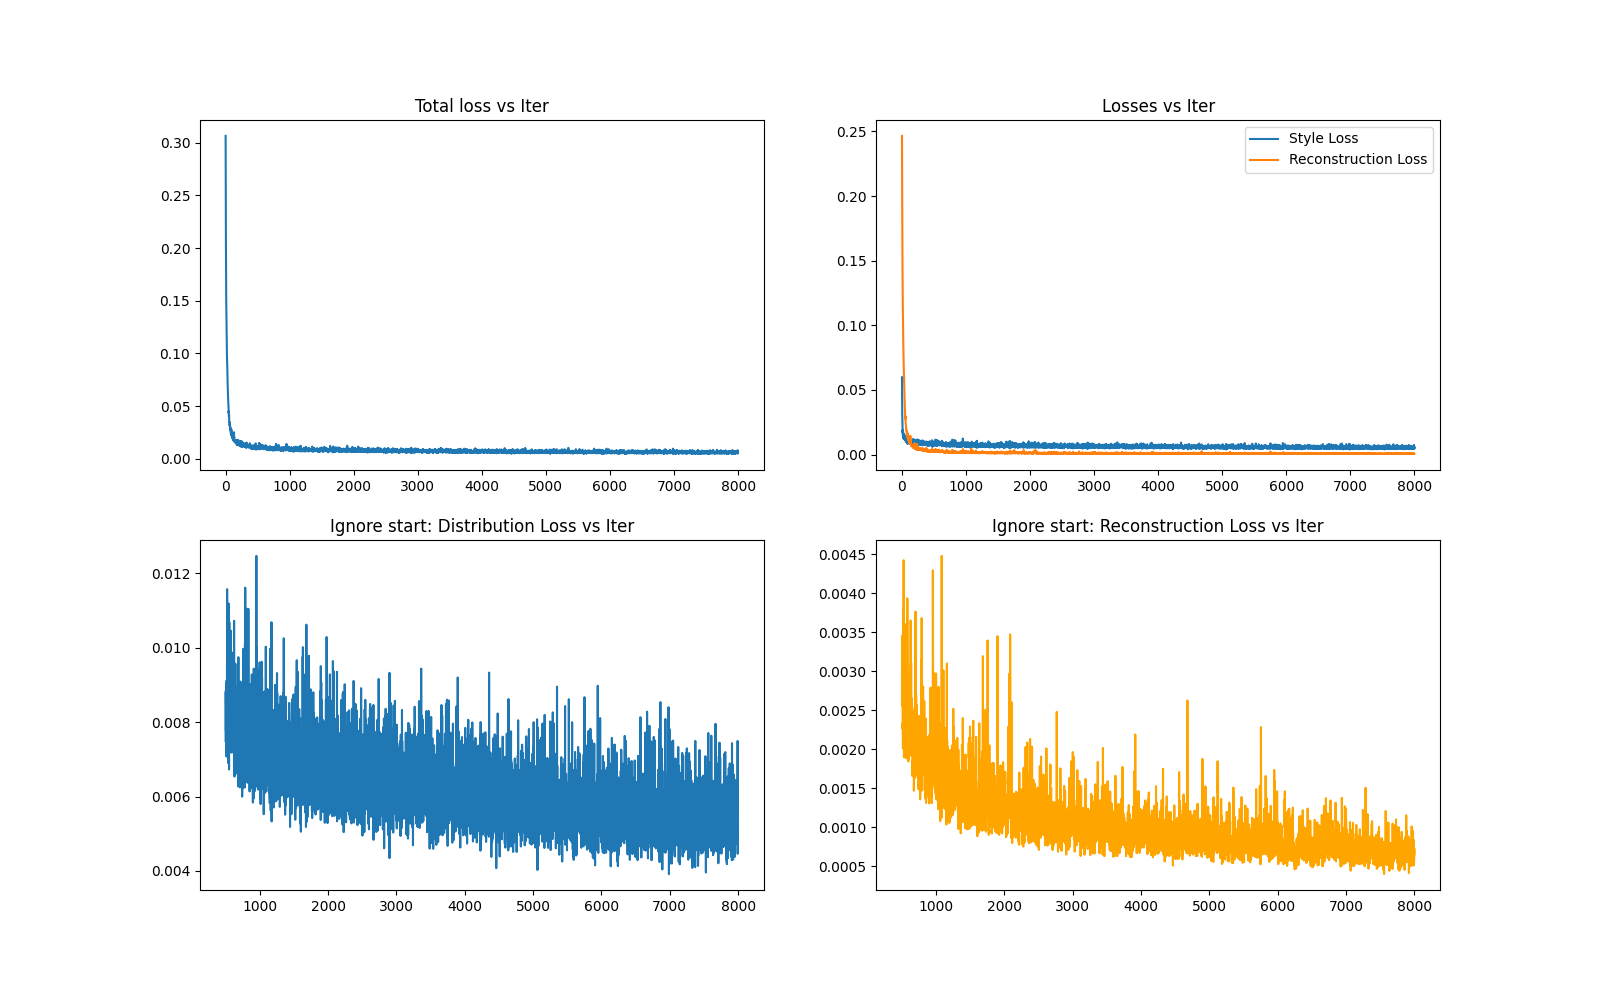 Total loss vs Iter
0.30
0.25
0.20
0.15
0.10
0.05
0.00
0 1000 2000 3000 4000 5000 6000 7000 8000
Losses vs Iter
Style Loss
Reconstruction Loss
0.25
0.20
0.15
0.10
0.05
0.00
0 1000 2000 3000 4000 5000 6000 7000 8000
Ignore start: Distribution Loss vs Iter
0.012
0.010
0.008
0.006
0.004
1000 2000 3000 4000 5000 6000 7000 8000
Ignore start: Reconstruction Loss vs Iter
0.0045
0.0040
0.0035
0.0030
0.0025
0.0020
0.0015
0.0010
0.0005
1000 2000 3000 4000 5000 6000 7000 8000